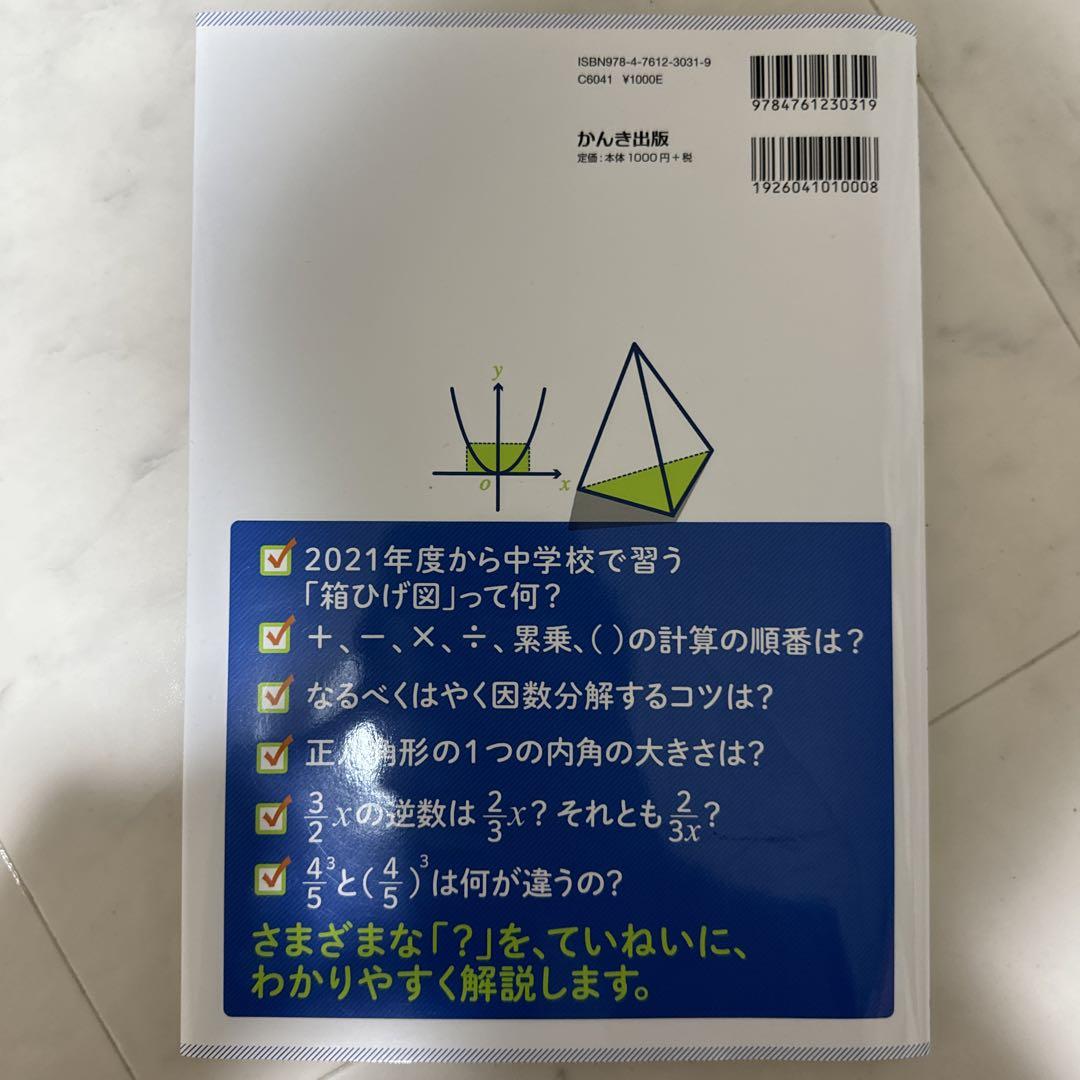 ISBN978-4-7612-3031-9
C6041 ¥1000E
9784761230319
かんき出版
定価:本体1000円+税
1926041010008
y
o
x
2021年度から中学校で習う
「箱ひげ図」って何?
+、-、×、÷、累乗、( )の計算の順番は?
なるべくはやく因数分解するコツは?
正 角形の1つの内角の大きさは?
3/2 xの逆数は 2/3 x? それとも 2/3x?
4³/5 と(4/5)³は何が違うの?
さまざまな「?」を、ていねいに、
わかりやすく解説します。